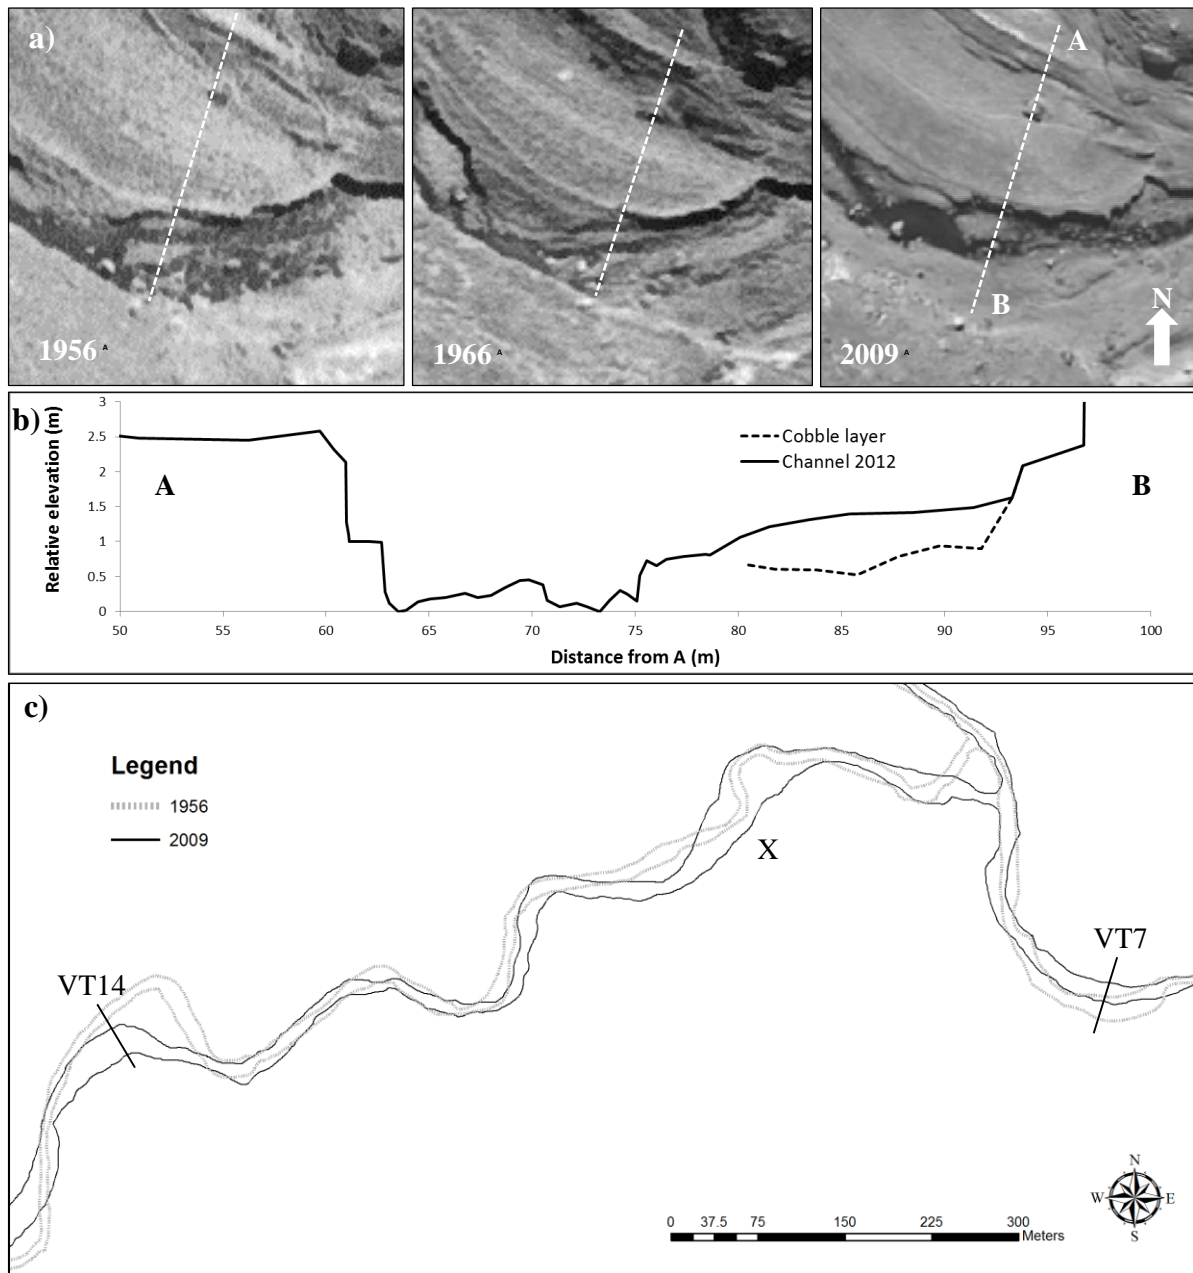 a)
A
B
N
1956 A
1966 A
2009 A
b)
Relative elevation (m)
3
2.5
2
1.5
1
0.5
0
Cobble layer
Channel 2012
A
B
50 55 60 65 70 75 80 85 90 95 100
Distance from A (m)
c)
Legend
1956
2009
X
VT14
VT7
N
W E
S
0 37.5 75 150 225 300
Meters